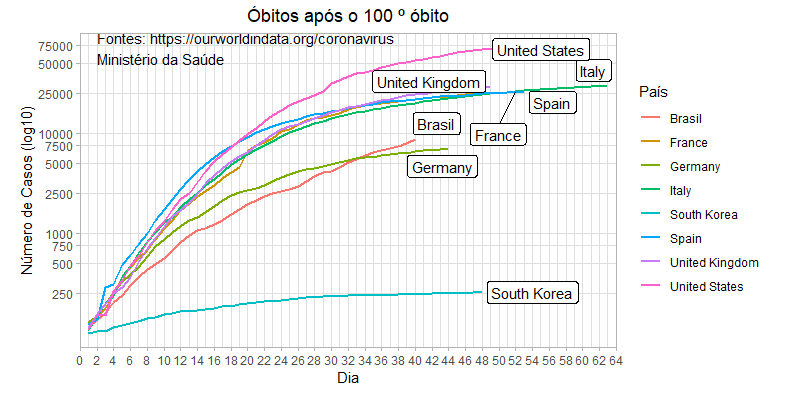 Óbitos após o 100 º óbito
Fontes: https://ourworldindata.org/coronavirus
Ministério da Saúde
Número de Casos (log10)
75000
50000
25000
10000
7500
5000
2500
1000
750
500
250
United States
Italy
United Kingdom
Spain
France
Brasil
Germany
South Korea
0 2 4 6 8 10 12 14 16 18 20 22 24 26 28 30 32 34 36 38 40 42 44 46 48 50 52 54 56 58 60 62 64
Dia
País
Brasil
France
Germany
Italy
South Korea
Spain
United Kingdom
United States